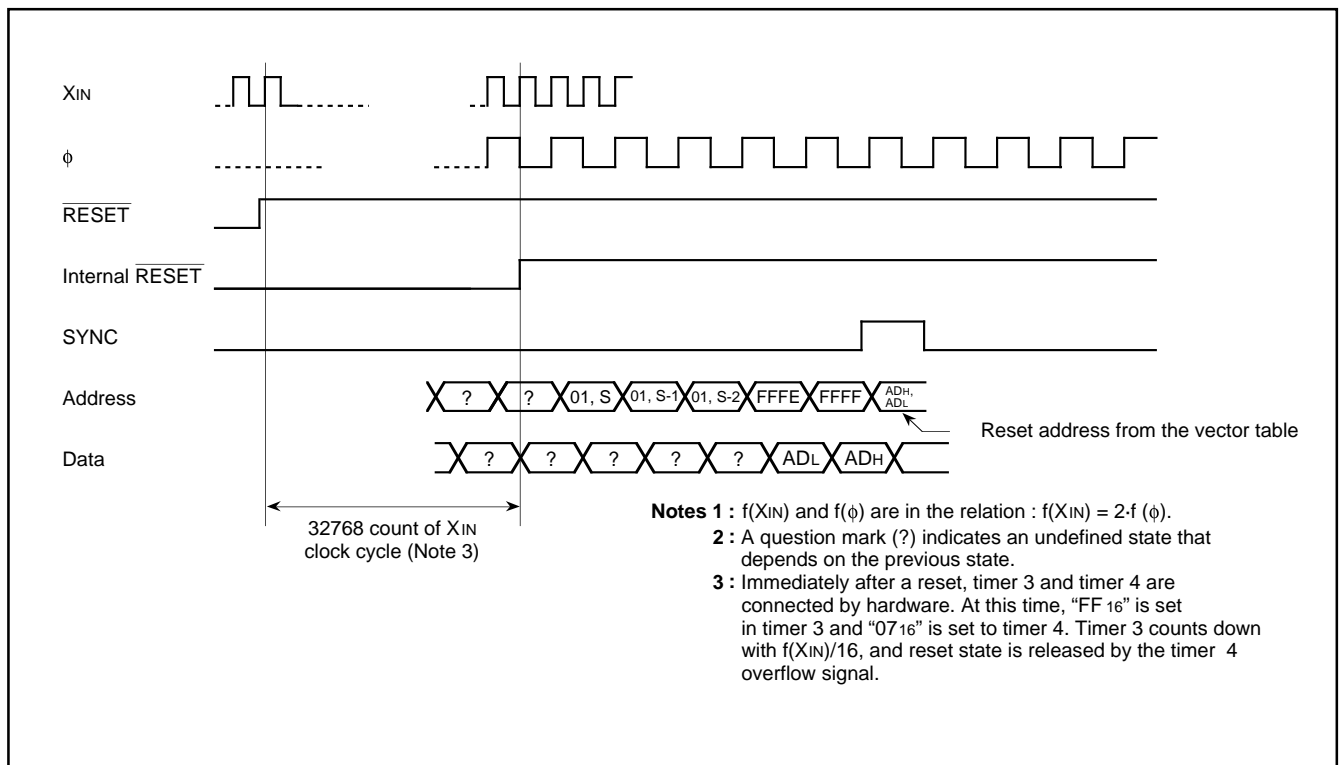 XIN
ϕ
RESET
Internal RESET
SYNC
Address
? ? 01, S 01, S-1 01, S-2 FFFE FFFF ADH, ADL
Reset address from the vector table
Data
? ? ? ? ? ADL ADH
32768 count of XIN
clock cycle (Note 3)
Notes 1 : f(XIN) and f(ϕ) are in the relation : f(XIN) = 2·f (ϕ).
2 : A question mark (?) indicates an undefined state that
depends on the previous state.
3 : Immediately after a reset, timer 3 and timer 4 are
connected by hardware. At this time, “FF 16” is set
in timer 3 and “0716” is set to timer 4. Timer 3 counts down
with f(XIN)/16, and reset state is released by the timer 4
overflow signal.